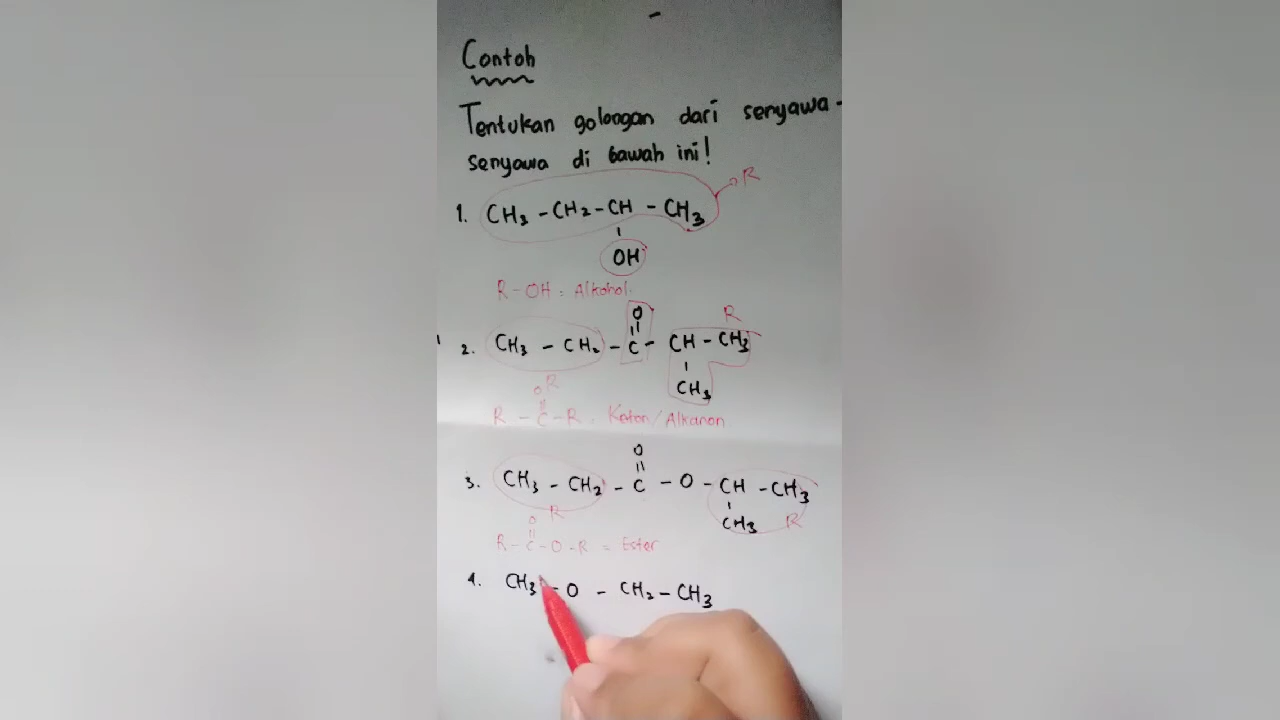 Contoh
Tentukan golongan dari senyawa-
senyawa di bawah ini!
R
1. CH3 - CH2 - CH - CH3
OH
R-OH : Alkohol.
O R
2. CH3 - CH2 - C - CH - CH3
CH3
R
O
R - C - R . Keton/Alkanon
O
3. CH3 - CH2 - C - O - CH - CH3
CH3 R
R
O
R - C - O - R = Ester
4. CH3 - O - CH2 - CH3